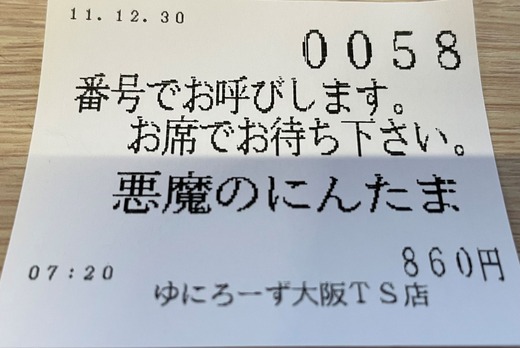 11.12.30
0058
番号でお呼びします。
お席でお待ち下さい。
悪魔のにんたま
860円
07:20
ゆにろーず大阪TS店